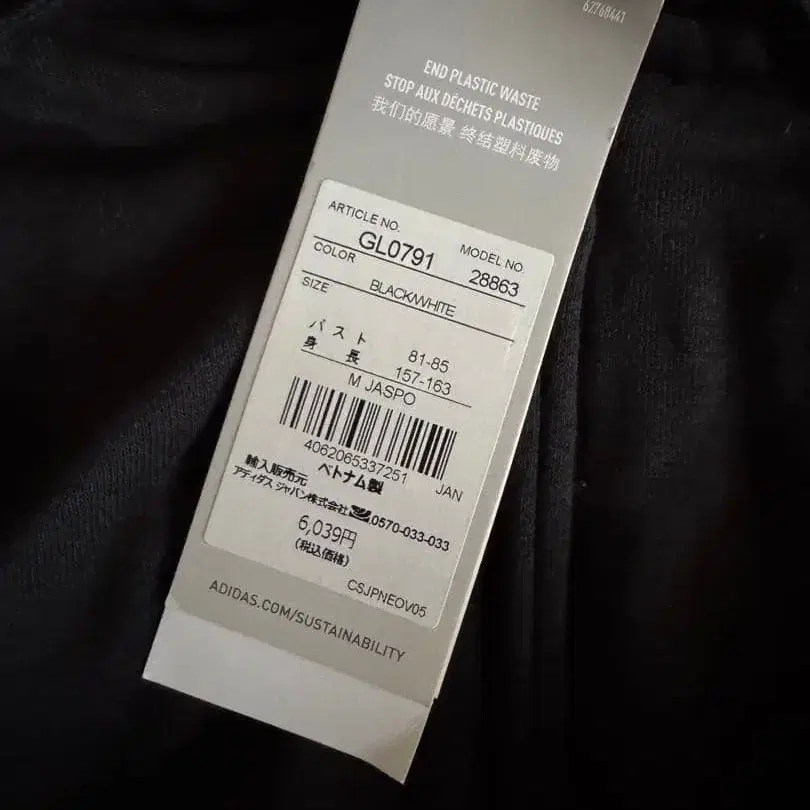 62760441
END PLASTIC WASTE
STOP AUX DÉCHETS PLASTIQUES
我们的愿景 终结塑料废物
ARTICLE NO. MODEL NO
GL0791 28863
COLOR
BLACK/WHITE
SIZE
バスト 81-85
身長 157-163
M JASPO
4062065337251 JAN
ベトナム製
輸入販売元
アディダス ジャパン株式会社 0570-033-033
6,039円
(税込価格)
CSJPNEOV05
ADIDAS.COM/SUSTAINABILITY